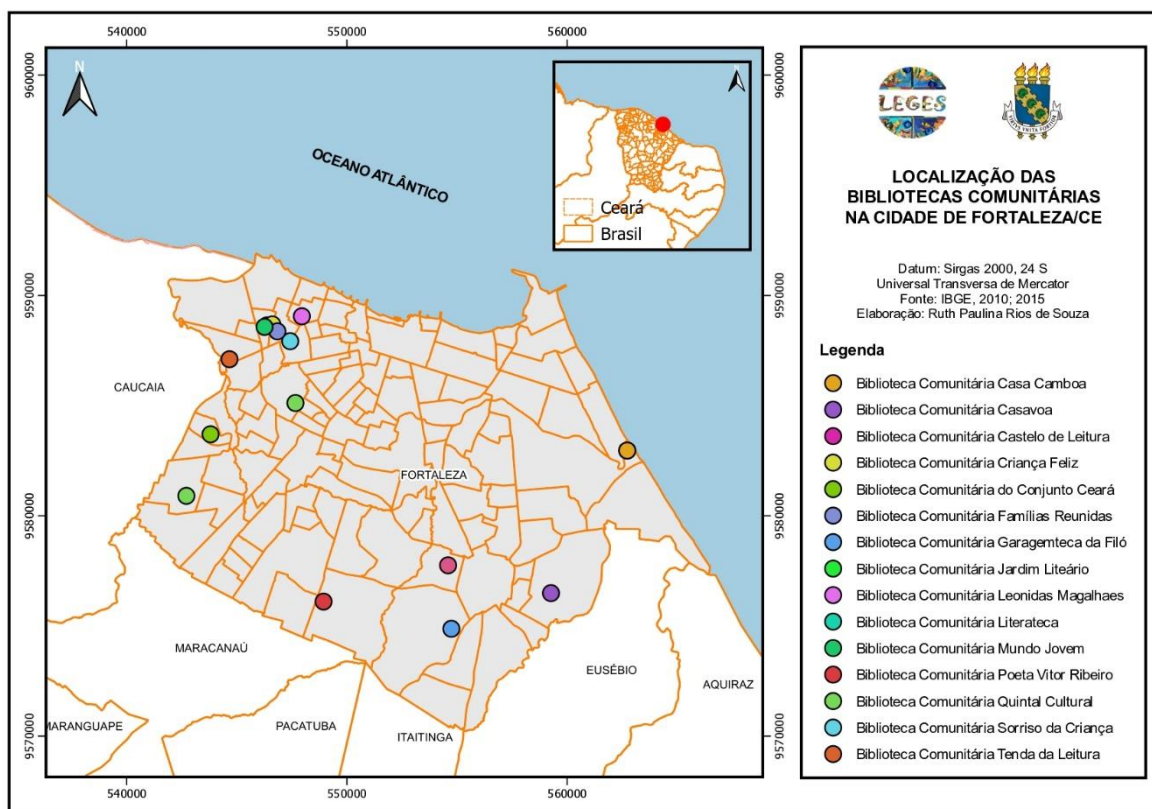 540000
550000
560000
9600000
9590000
9580000
9570000
9600000
9590000
9580000
9570000
N
N
OCEANO ATLÂNTICO
Ceará
Brasil
CAUCAIA
FORTALEZA
MARACANAÚ
EUSÉBIO
AQUIRAZ
MARANGUAPE
PACATUBA
ITAITINGA
540000
550000
560000
LEGES
VIRTUS UNITA FORTIOR
LOCALIZAÇÃO DAS
BIBLIOTECAS COMUNITÁRIAS
NA CIDADE DE FORTALEZA/CE
Datum: Sirgas 2000, 24 S
Universal Transversa de Mercator
Fonte: IBGE, 2010; 2015
Elaboração: Ruth Paulina Rios de Souza
Legenda
Biblioteca Comunitária Casa Camboa
Biblioteca Comunitária Casavoa
Biblioteca Comunitária Castelo de Leitura
Biblioteca Comunitária Criança Feliz
Biblioteca Comunitária do Conjunto Ceará
Biblioteca Comunitária Famílias Reunidas
Biblioteca Comunitária Garagemteca da Filó
Biblioteca Comunitária Jardim Liteário
Biblioteca Comunitária Leonidas Magalhaes
Biblioteca Comunitária Literateca
Biblioteca Comunitária Mundo Jovem
Biblioteca Comunitária Poeta Vitor Ribeiro
Biblioteca Comunitária Quintal Cultural
Biblioteca Comunitária Sorriso da Criança
Biblioteca Comunitária Tenda da Leitura